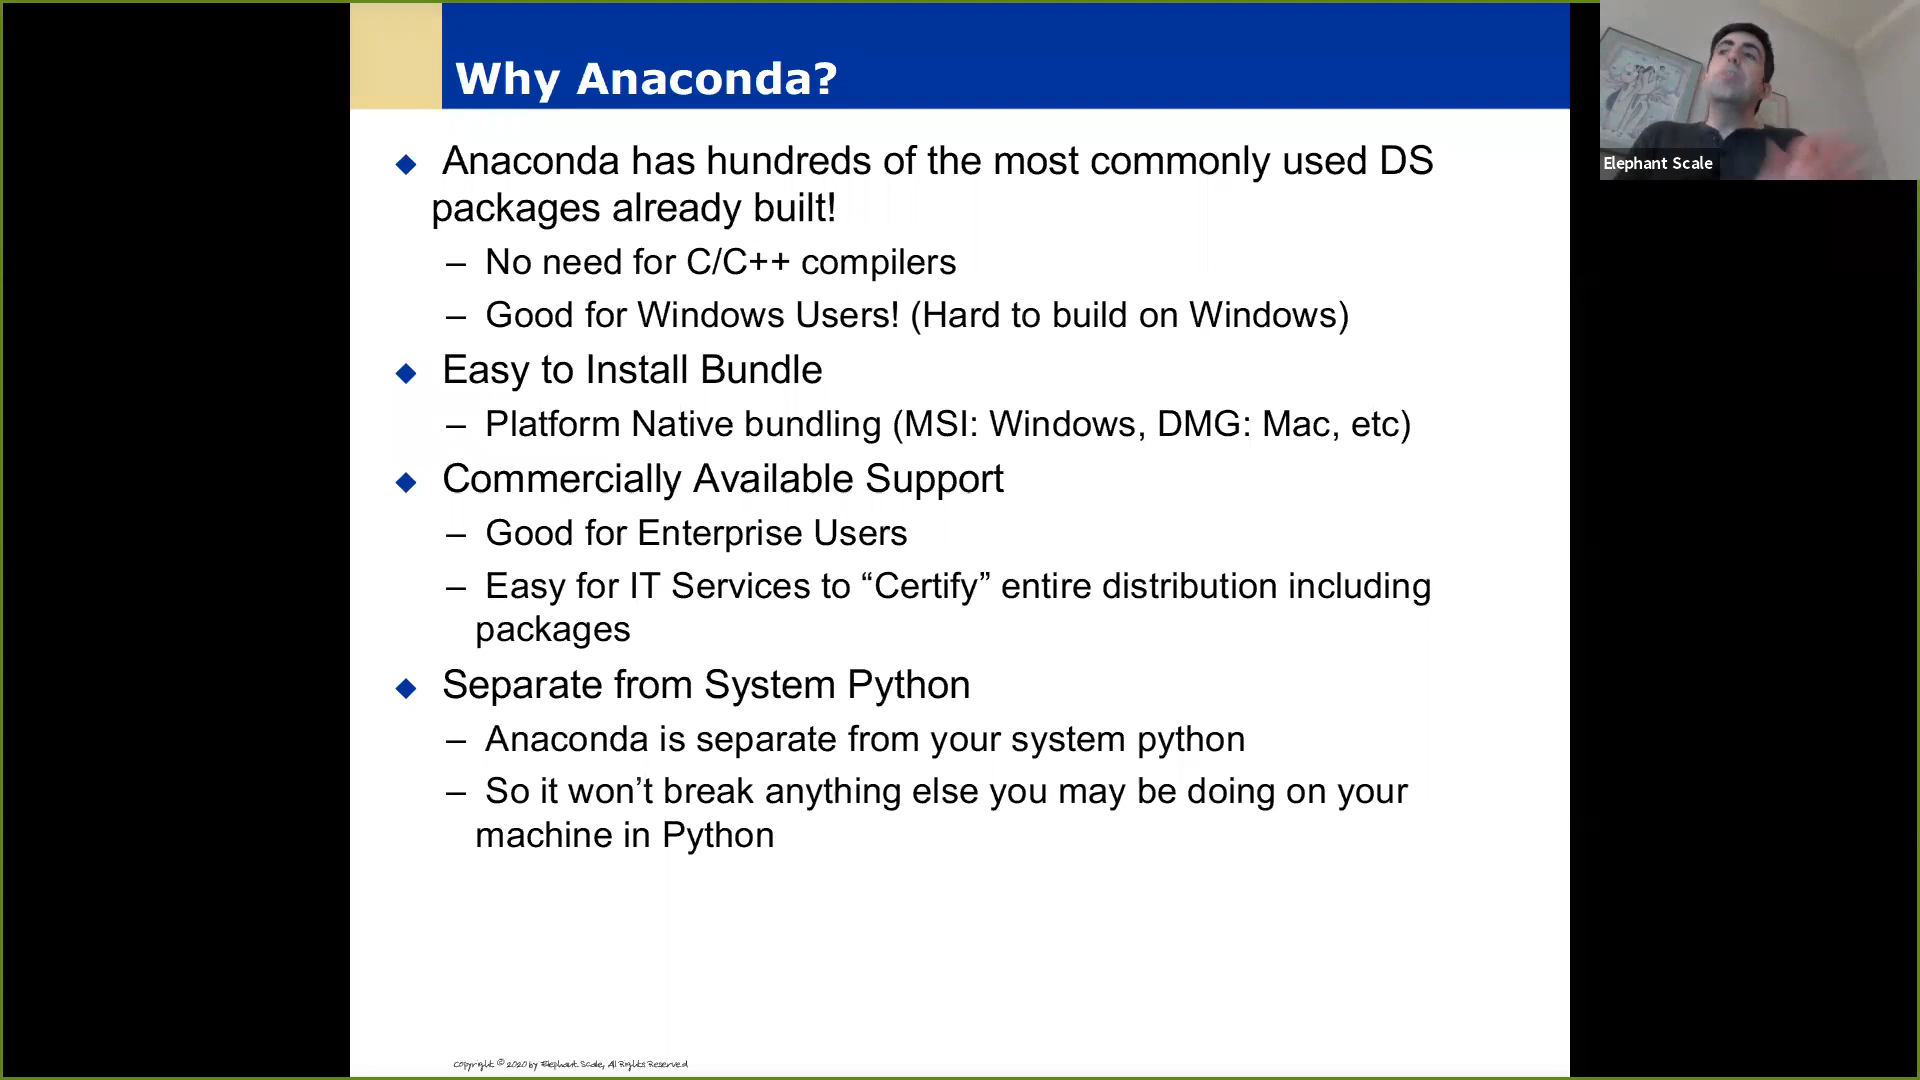 Why Anaconda?
Anaconda has hundreds of the most commonly used DS
packages already built!
– No need for C/C++ compilers
– Good for Windows Users! (Hard to build on Windows)
Easy to Install Bundle
– Platform Native bundling (MSI: Windows, DMG: Mac, etc)
Commercially Available Support
– Good for Enterprise Users
– Easy for IT Services to “Certify” entire distribution including
packages
Separate from System Python
– Anaconda is separate from your system python
– So it won’t break anything else you may be doing on your
machine in Python
Copyright © 2020 by Elephant Scale, All Rights Reserved
Elephant Scale